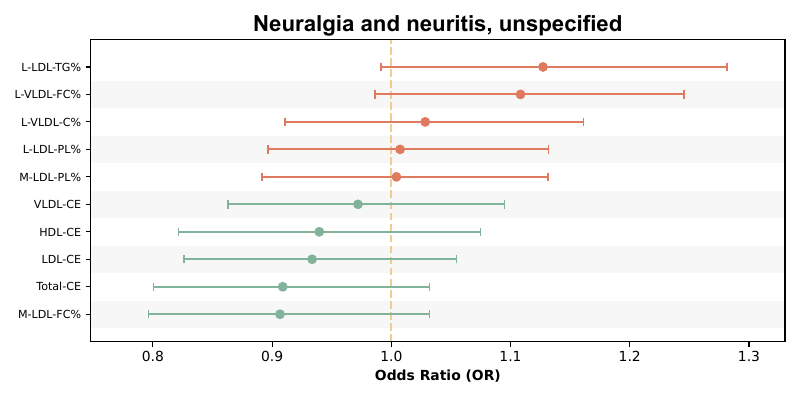 Neuralgia and neuritis, unspecified
L-LDL-TG%
L-VLDL-FC%
L-VLDL-C%
L-LDL-PL%
M-LDL-PL%
VLDL-CE
HDL-CE
LDL-CE
Total-CE
M-LDL-FC%
0.8 0.9 1.0 1.1 1.2 1.3
Odds Ratio (OR)